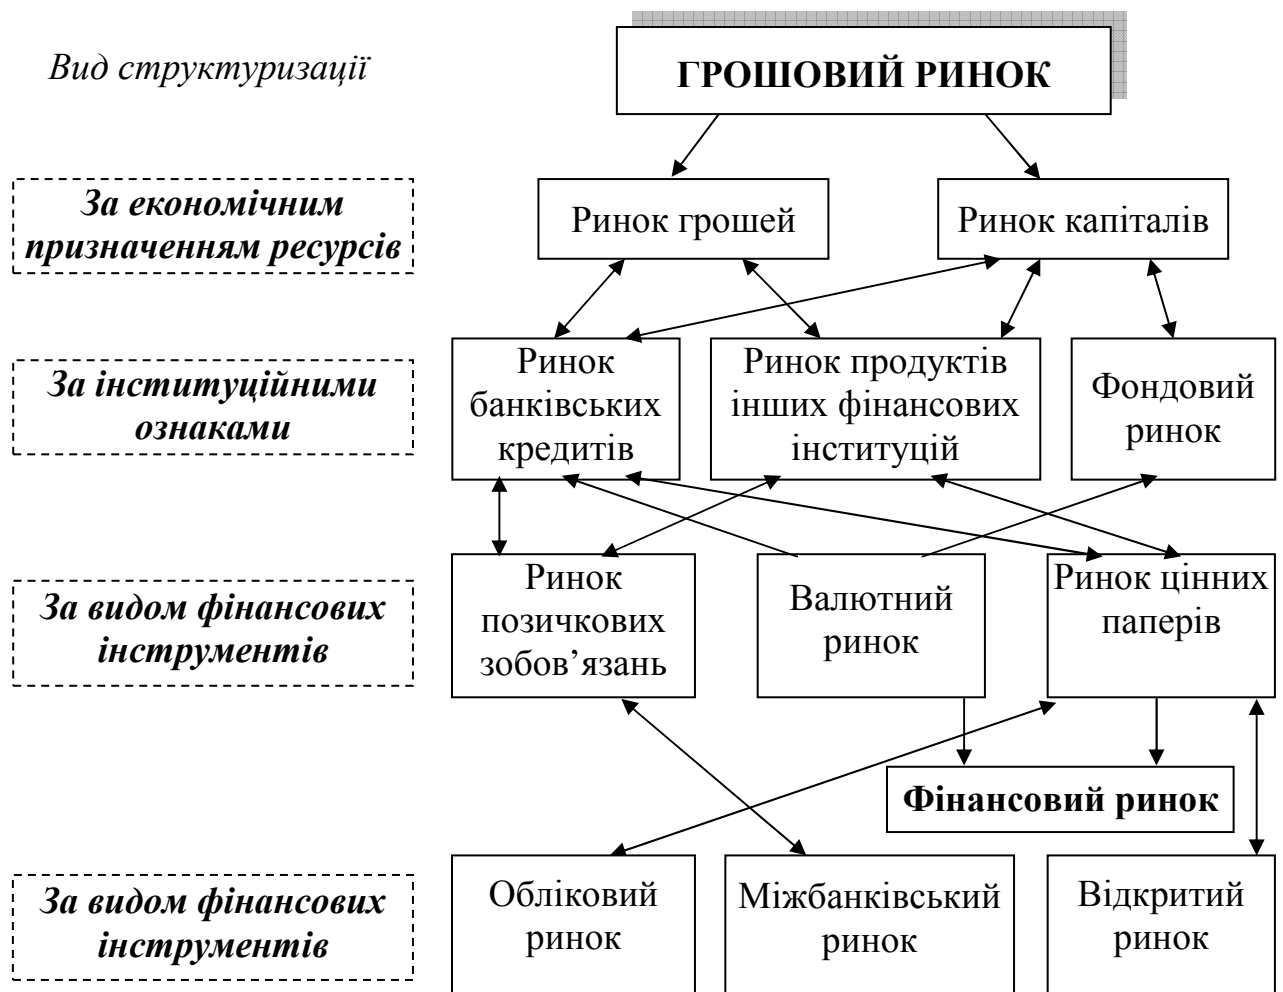 Вид структуризації
ГРОШОВИЙ РИНОК
За економічним
призначенням ресурсів
Ринок грошей
Ринок капіталів
За інституційними
ознаками
Ринок
банківських
кредитів
Ринок продуктів
інших фінансових
інституцій
Фондовий
ринок
За видом фінансових
інструментів
Ринок
позичкових
зобов’язань
Валютний
ринок
Ринок цінних
паперів
Фінансовий ринок
За видом фінансових
інструментів
Обліковий
ринок
Міжбанківський
ринок
Відкритий
ринок